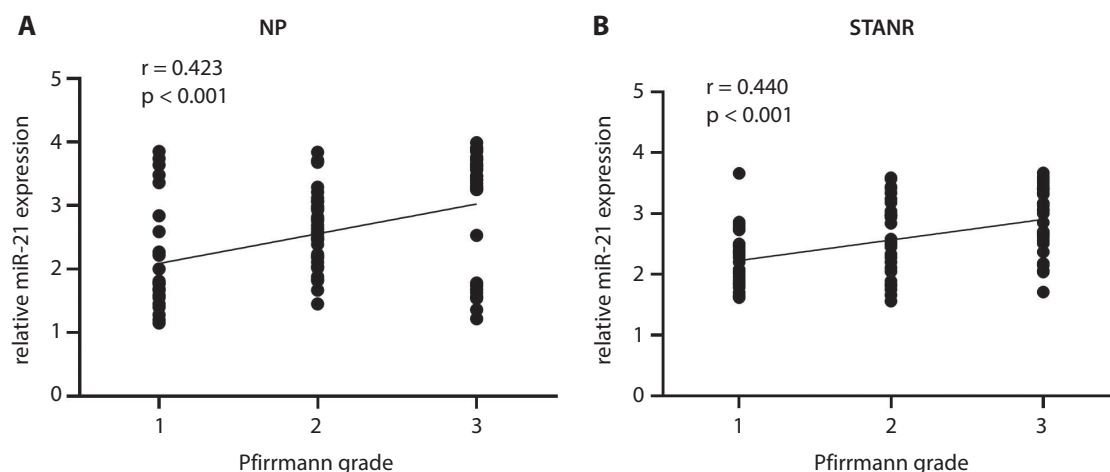 A
NP
r = 0.423
p < 0.001
5
4
3
2
1
0
relative miR-21 expression
1 2 3
Pfirrmann grade
B
STANR
r = 0.440
p < 0.001
5
4
3
2
1
0
relative miR-21 expression
1 2 3
Pfirrmann grade